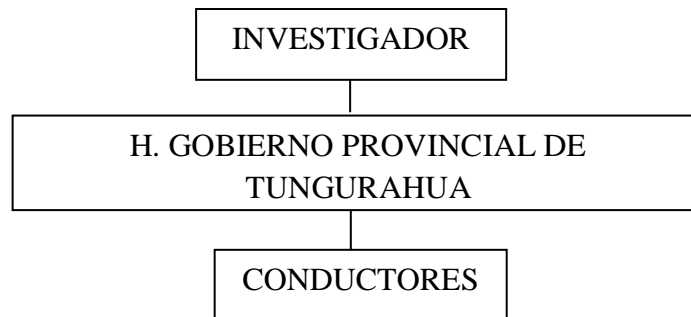 INVESTIGADOR
H. GOBIERNO PROVINCIAL DE
TUNGURAHUA
CONDUCTORES